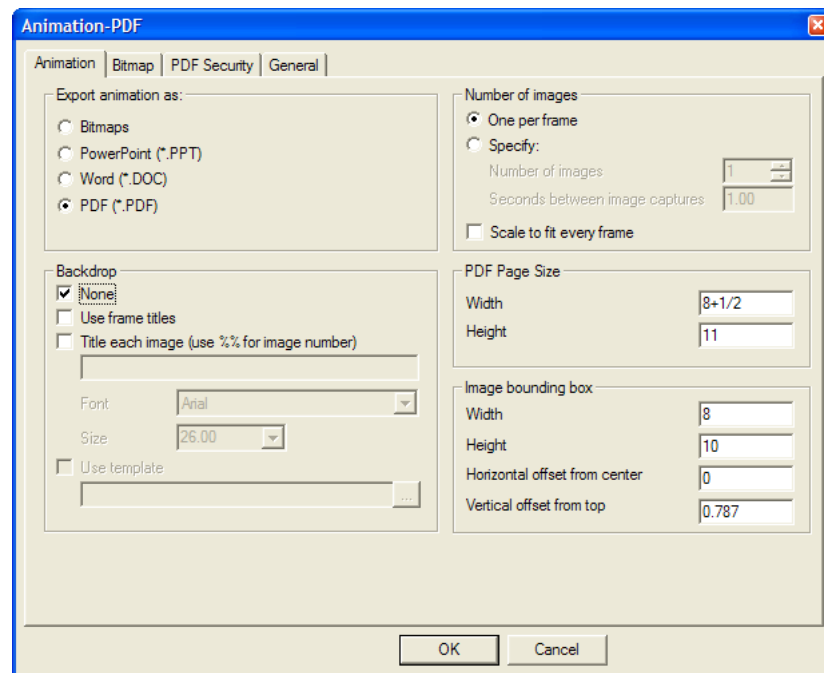 Animation-PDF
Animation Bitmap PDF Security General
Export animation as:
Bitmaps
PowerPoint (*.PPT)
Word (*.DOC)
PDF (*.PDF)
Number of images
One per frame
Specify:
Number of images 1
Seconds between image captures 1.00
Scale to fit every frame
Backdrop
None
Use frame titles
Title each image (use %% for image number)
Font Arial
Size 26.00
Use template
...
PDF Page Size
Width 8+1/2
Height 11
Image bounding box
Width 8
Height 10
Horizontal offset from center 0
Vertical offset from top 0.787
OK Cancel